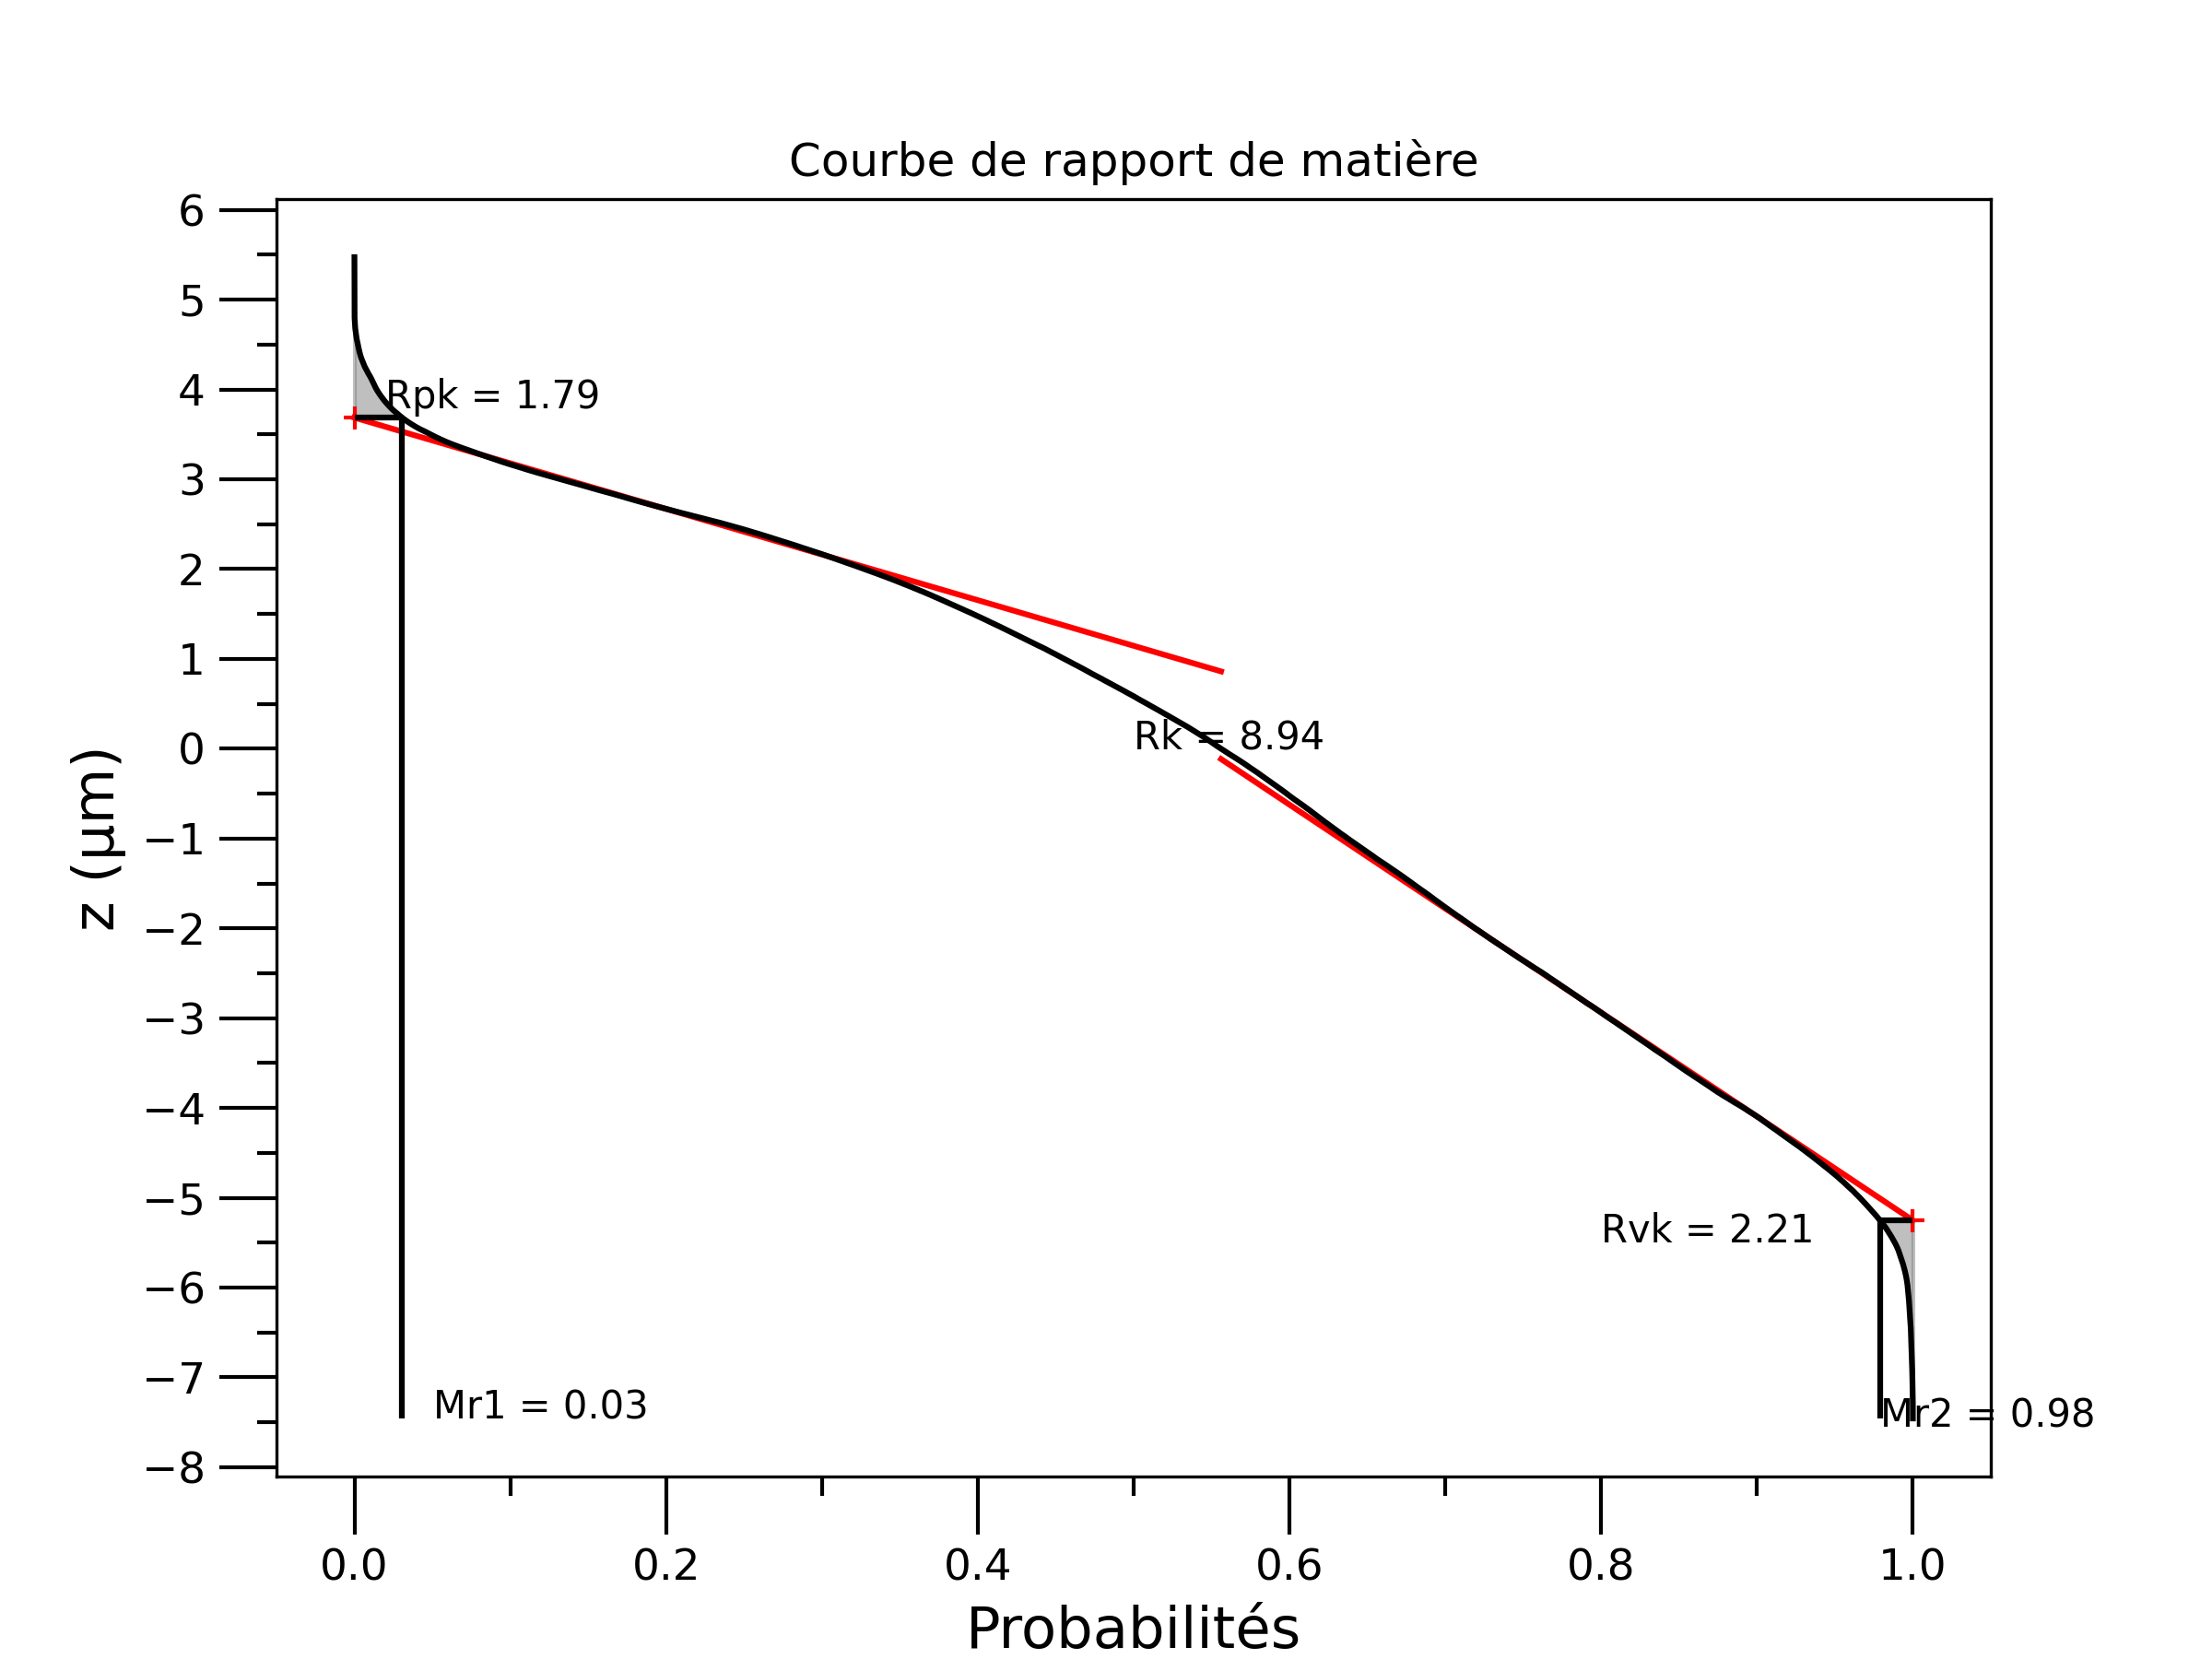 Courbe de rapport de matière
6
5
4
3
2
1
0
−1
−2
−3
−4
−5
−6
−7
−8
z (µm)
Rpk = 1.79
Rk = 8.94
Rvk = 2.21
Mr1 = 0.03
Mr2 = 0.98
0.0 0.2 0.4 0.6 0.8 1.0
Probabilités